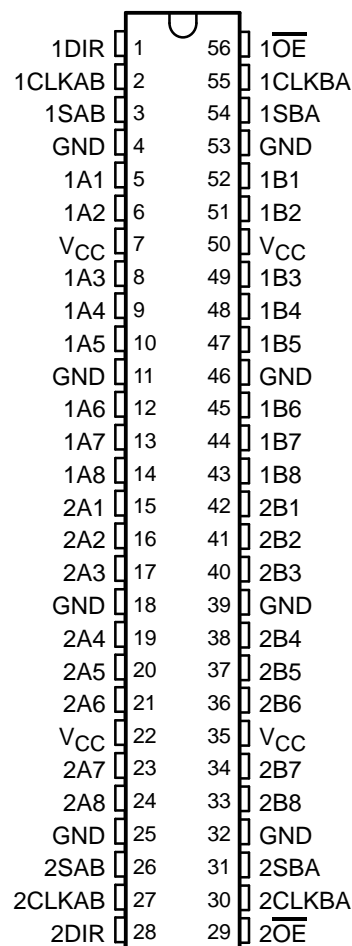 1DIR 1 56 1OE
1CLKAB 2 55 1CLKBA
1SAB 3 54 1SBA
GND 4 53 GND
1A1 5 52 1B1
1A2 6 51 1B2
VCC 7 50 VCC
1A3 8 49 1B3
1A4 9 48 1B4
1A5 10 47 1B5
GND 11 46 GND
1A6 12 45 1B6
1A7 13 44 1B7
1A8 14 43 1B8
2A1 15 42 2B1
2A2 16 41 2B2
2A3 17 40 2B3
GND 18 39 GND
2A4 19 38 2B4
2A5 20 37 2B5
2A6 21 36 2B6
VCC 22 35 VCC
2A7 23 34 2B7
2A8 24 33 2B8
GND 25 32 GND
2SAB 26 31 2SBA
2CLKAB 27 30 2CLKBA
2DIR 28 29 2OE